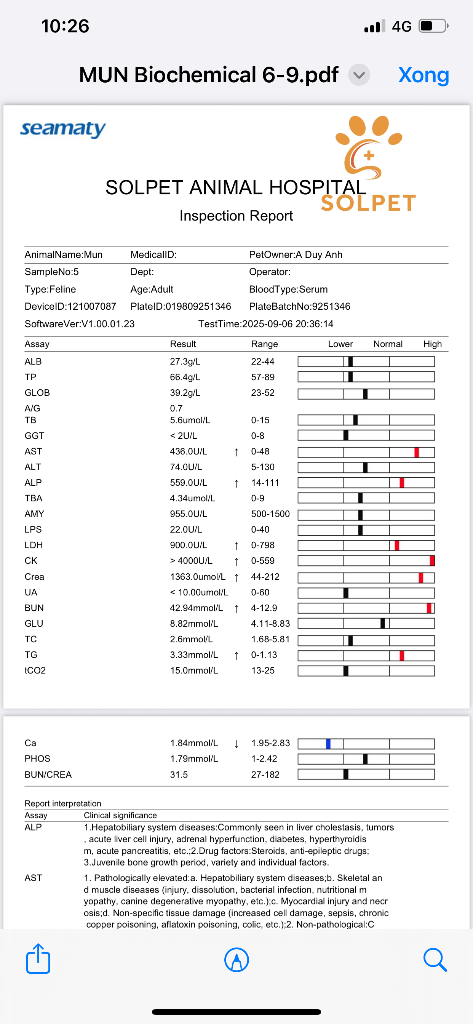 10:26
4G
MUN Biochemical 6-9.pdf
Xong
seamaty
SOLPET ANIMAL HOSPITAL
SOLPET
Inspection Report
AnimalName:Mun MedicalID: PetOwner:A Duy Anh
SampleNo:5 Dept: Operator:
Type:Feline Age:Adult BloodType:Serum
DeviceID:121007087 PlateID:019809251346 PlateBatchNo:9251346
SoftwareVer:V1.00.01.23 TestTime:2025-09-06 20:36:14
Assay Result Range Lower Normal High
ALB 27.3g/L 22-44
TP 66.4g/L 57-89
GLOB 39.2g/L 23-52
A/G 0.7
TB 5.6umol/L 0-15
GGT < 2U/L 0-8
AST 436.0U/L ↑ 0-48
ALT 74.0U/L 5-130
ALP 559.0U/L ↑ 14-111
TBA 4.34umol/L 0-9
AMY 955.0U/L 500-1500
LPS 22.0U/L 0-40
LDH 900.0U/L ↑ 0-798
CK > 4000U/L ↑ 0-559
Crea 1363.0umol/L ↑ 44-212
UA < 10.00umol/L 0-60
BUN 42.94mmol/L ↑ 4-12.9
GLU 8.82mmol/L 4.11-8.83
TC 2.6mmol/L 1.68-5.81
TG 3.33mmol/L ↑ 0-1.13
tCO2 15.0mmol/L 13-25
Ca 1.84mmol/L ↓ 1.95-2.83
PHOS 1.79mmol/L 1-2.42
BUN/CREA 31.5 27-182
Report interpretation
Assay Clinical significance
ALP 1.Hepatobiliary system diseases:Commonly seen in liver cholestasis, tumors
, acute liver cell injury, adrenal hyperfunction, diabetes, hyperthyroidis
m, acute pancreatitis, etc.;2.Drug factors:Steroids, anti-epileptic drugs;
3.Juvenile bone growth period, variety and individual factors.
AST 1. Pathologically elevated:a. Hepatobiliary system diseases;b. Skeletal an
d muscle diseases (injury, dissolution, bacterial infection, nutritional m
yopathy, canine degenerative myopathy, etc.);c. Myocardial injury and necr
osis;d. Non-specific tissue damage (increased cell damage, sepsis, chronic
copper poisoning, aflatoxin poisoning, colic, etc.);2. Non-pathological:C